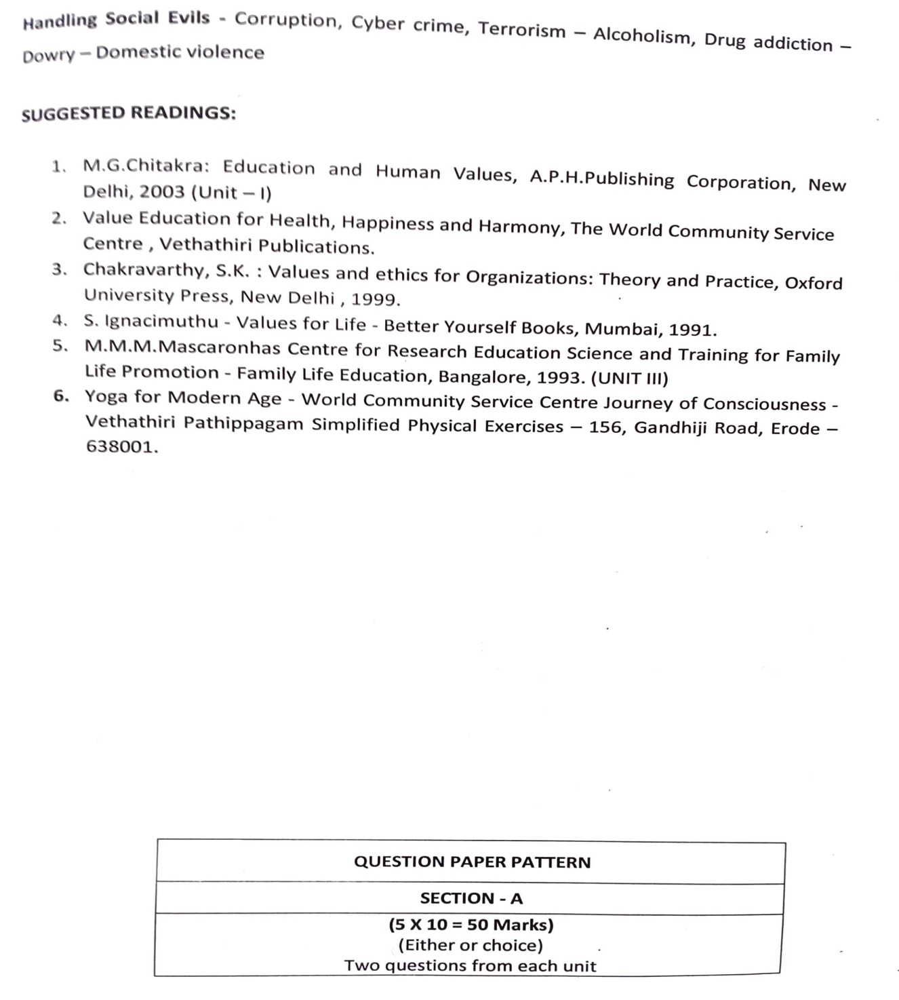 Handling Social Evils - Corruption, Cyber crime, Terrorism – Alcoholism, Drug addiction –
Dowry – Domestic violence
SUGGESTED READINGS:
1. M.G.Chitakra: Education and Human Values, A.P.H.Publishing Corporation, New
Delhi, 2003 (Unit – I)
2. Value Education for Health, Happiness and Harmony, The World Community Service
Centre , Vethathiri Publications.
3. Chakravarthy, S.K. : Values and ethics for Organizations: Theory and Practice, Oxford
University Press, New Delhi , 1999.
4. S. Ignacimuthu - Values for Life - Better Yourself Books, Mumbai, 1991.
5. M.M.M.Mascaronhas Centre for Research Education Science and Training for Family
Life Promotion - Family Life Education, Bangalore, 1993. (UNIT III)
6. Yoga for Modern Age - World Community Service Centre Journey of Consciousness -
Vethathiri Pathippagam Simplified Physical Exercises – 156, Gandhiji Road, Erode –
638001.
QUESTION PAPER PATTERN
SECTION - A
(5 X 10 = 50 Marks)
(Either or choice)
Two questions from each unit